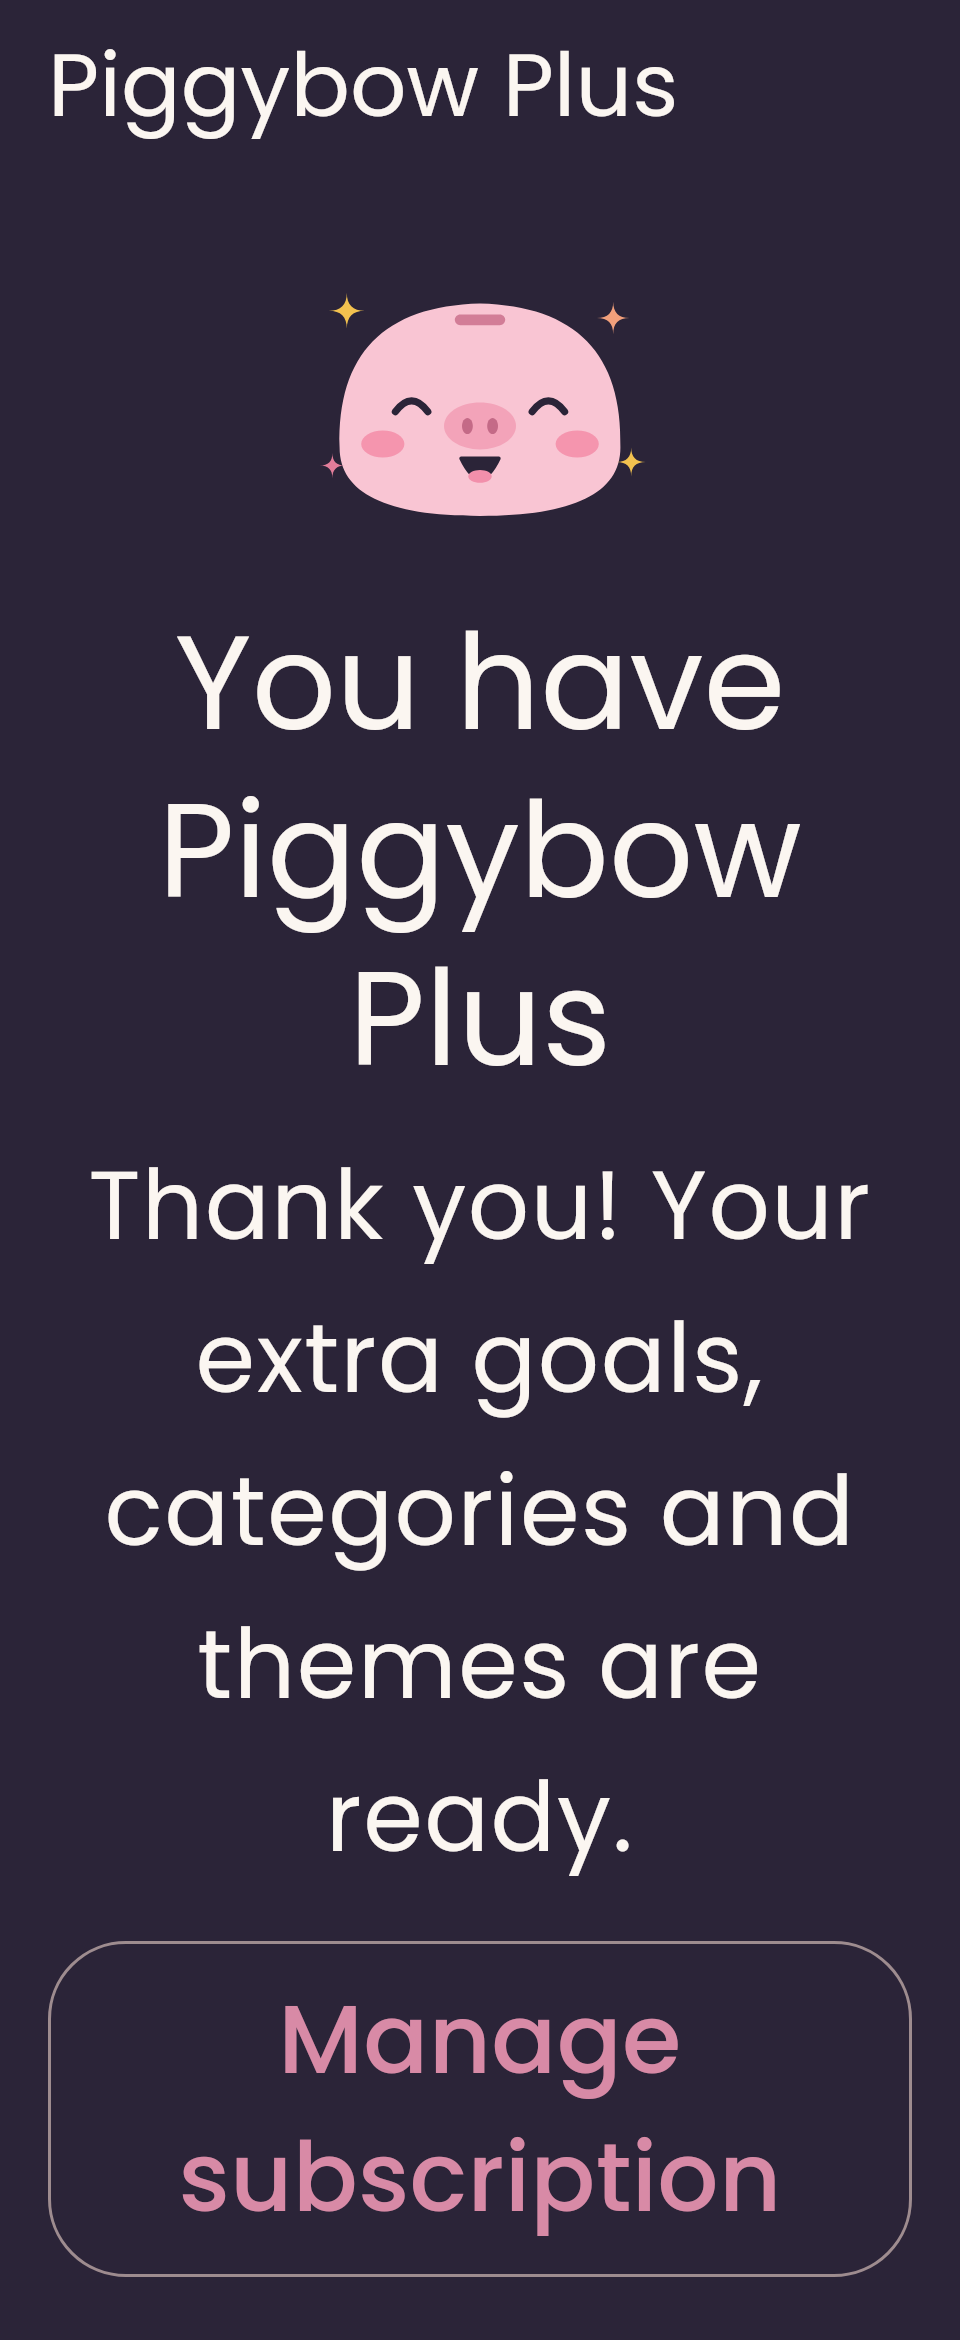 Piggybow Plus
You have
Piggybow
Plus
Thank you! Your
extra goals,
categories and
themes are
ready.
Manage
subscription